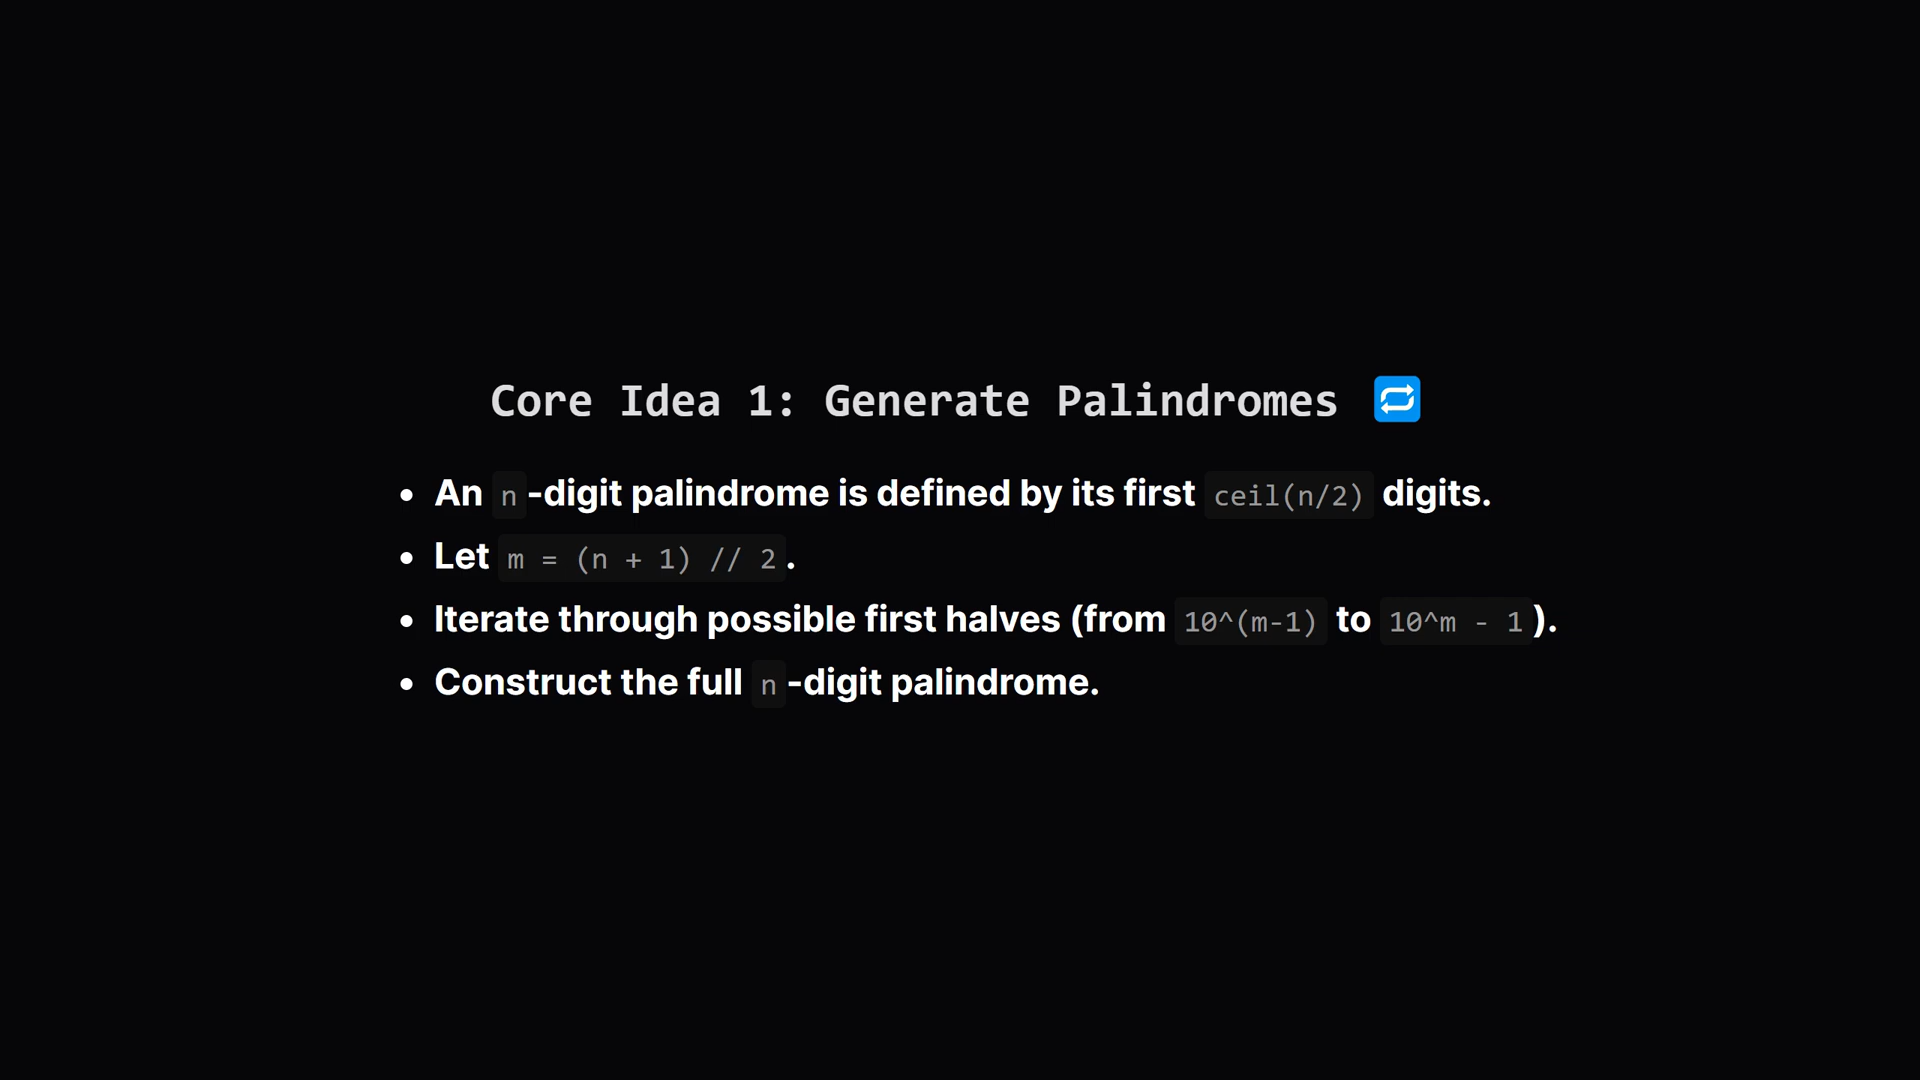 Core Idea 1: Generate Palindromes 🔁
• An n-digit palindrome is defined by its first ceil(n/2) digits.
• Let m = (n + 1) // 2.
• Iterate through possible first halves (from 10^(m-1) to 10^m - 1).
• Construct the full n-digit palindrome.